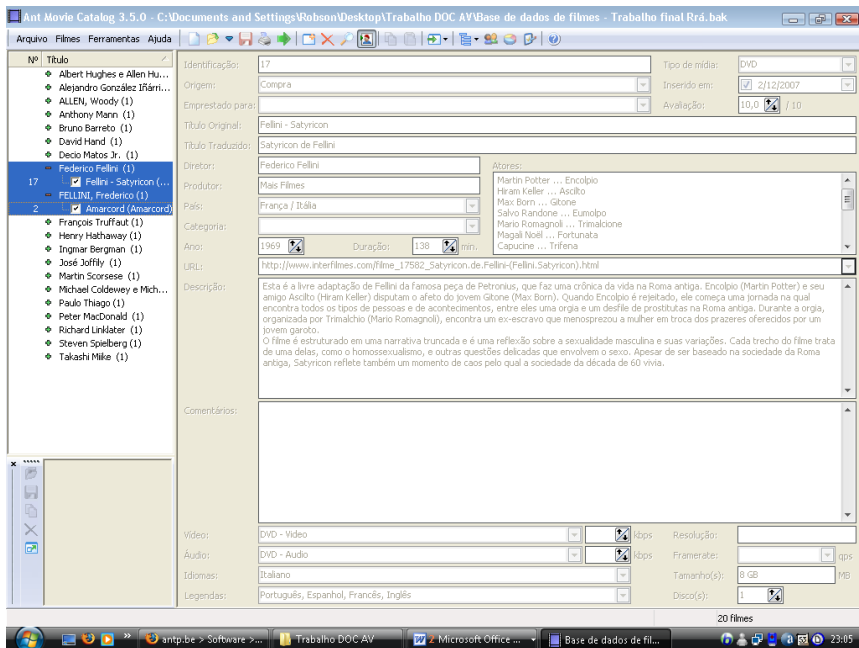 Ant Movie Catalog 3.5.0 - C:\Documents and Settings\Robson\Desktop\Trabalho DOC AV\Base de dados de filmes - Trabalho final Rrá.bak
Arquivo Filmes Ferramentas Ajuda
Nº Título
Albert Hughes e Allen Hu...
Alejandro González Iñárri...
ALLEN, Woody (1)
Anthony Mann (1)
Bruno Barreto (1)
David Hand (1)
Decio Matos Jr. (1)
Federico Fellini (1)
17 Fellini - Satyricon (...
FELLINI, Frederico (1)
2 Amarcord (Amarcord)
François Truffaut (1)
Henry Hathaway (1)
Ingmar Bergman (1)
José Joffily (1)
Martin Scorsese (1)
Michael Coldewey e Mich...
Paulo Thiago (1)
Peter MacDonald (1)
Richard Linklater (1)
Steven Spielberg (1)
Takashi Miike (1)
Identificação: 17 Tipo de mídia: DVD
Origem: Compra Inserido em: 2/12/2007
Emprestado para: Avaliação: 10,0 / 10
Título Original: Fellini - Satyricon
Título Traduzido: Satyricon de Fellini
Diretor: Federico Fellini
Produtor: Mais Filmes
País: França / Itália
Categoria:
Ano: 1969 Duração: 138 min.
Atores:
Martin Potter ... Encolpio
Hiram Keller ... Ascilto
Max Born ... Gitone
Salvo Randone ... Eumolpo
Mario Romagnoli ... Trimalcione
Magali Noël ... Fortunata
Capucine ... Trifena
URL: http://www.interfilmes.com/filme_17582_Satyricon.de.Fellini-(Fellini.Satyricon).html
Descrição: Esta é a livre adaptação de Fellini da famosa peça de Petronius, que faz uma crônica da vida na Roma antiga. Encolpio (Martin Potter) e seu
amigo Ascilto (Hiram Keller) disputam o afeto do jovem Gitone (Max Born). Quando Encolpio é rejeitado, ele começa uma jornada na qual
encontra todos os tipos de pessoas e de acontecimentos, entre eles uma orgia e um desfile de prostitutas na Roma antiga. Durante a orgia,
organizada por Trimalchio (Mario Romagnoli), encontra um ex-escravo que menosprezou a mulher em troca dos prazeres oferecidos por um
jovem garoto.
O filme é estruturado em uma narrativa truncada e é uma reflexão sobre a sexualidade masculina e suas variações. Cada trecho do filme trata
de uma delas, como o homossexualismo, e outras questões delicadas que envolvem o sexo. Apesar de ser baseado na sociedade da Roma
antiga, Satyricon reflete também um momento de caos pelo qual a sociedade da década de 60 vivia.
Comentários:
Vídeo: DVD - Video kbps Resolução:
Áudio: DVD - Audio kbps Framerate: qps
Idiomas: Italiano Tamanho(s): 8 GB MB
Legendas: Português, Espanhol, Francês, Inglês Disco(s): 1
20 filmes
antp.be > Software >... Trabalho DOC AV 2 Microsoft Office ... Base de dados de fil... 23:05